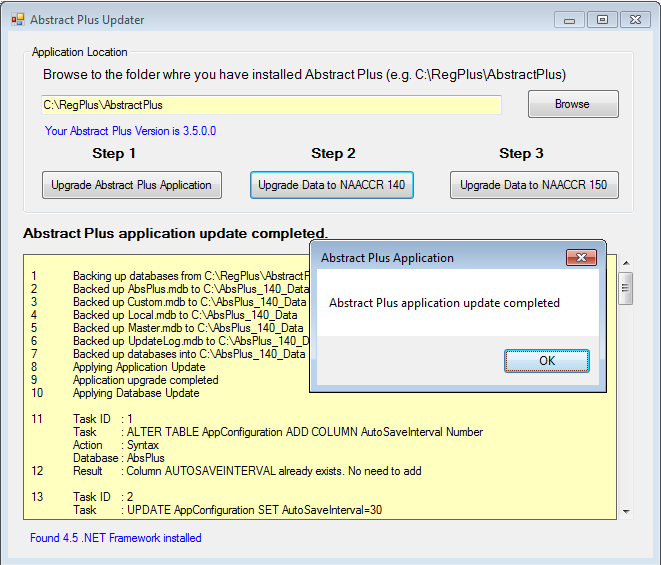 Abstract Plus Updater
Application Location
Browse to the folder whre you have installed Abstract Plus (e.g. C:\RegPlus\AbstractPlus)
C:\RegPlus\AbstractPlus
Browse
Your Abstract Plus Version is 3.5.0.0
Step 1 Step 2 Step 3
Upgrade Abstract Plus Application Upgrade Data to NAACCR 140 Upgrade Data to NAACCR 150
Abstract Plus application update completed.
1 Backing up databases from C:\RegPlus\AbstractP
2 Backed up AbsPlus.mdb to C:\AbsPlus_140_Data
3 Backed up Custom.mdb to C:\AbsPlus_140_Data
4 Backed up Local.mdb to C:\AbsPlus_140_Data
5 Backed up Master.mdb to C:\AbsPlus_140_Data
6 Backed up UpdateLog.mdb to C:\AbsPlus_140_D
7 Backed up databases into C:\AbsPlus_140_Data
8 Applying Application Update
9 Application upgrade completed
10 Applying Database Update
11 Task ID : 1
Task : ALTER TABLE AppConfiguration ADD COLUMN AutoSaveInterval Number
Action : Syntax
Database : AbsPlus
12 Result : Column AUTOSAVEINTERVAL already exists. No need to add
13 Task ID : 2
Task : UPDATE AppConfiguration SET AutoSaveInterval=30
Abstract Plus Application
Abstract Plus application update completed
OK
Found 4.5 .NET Framework installed